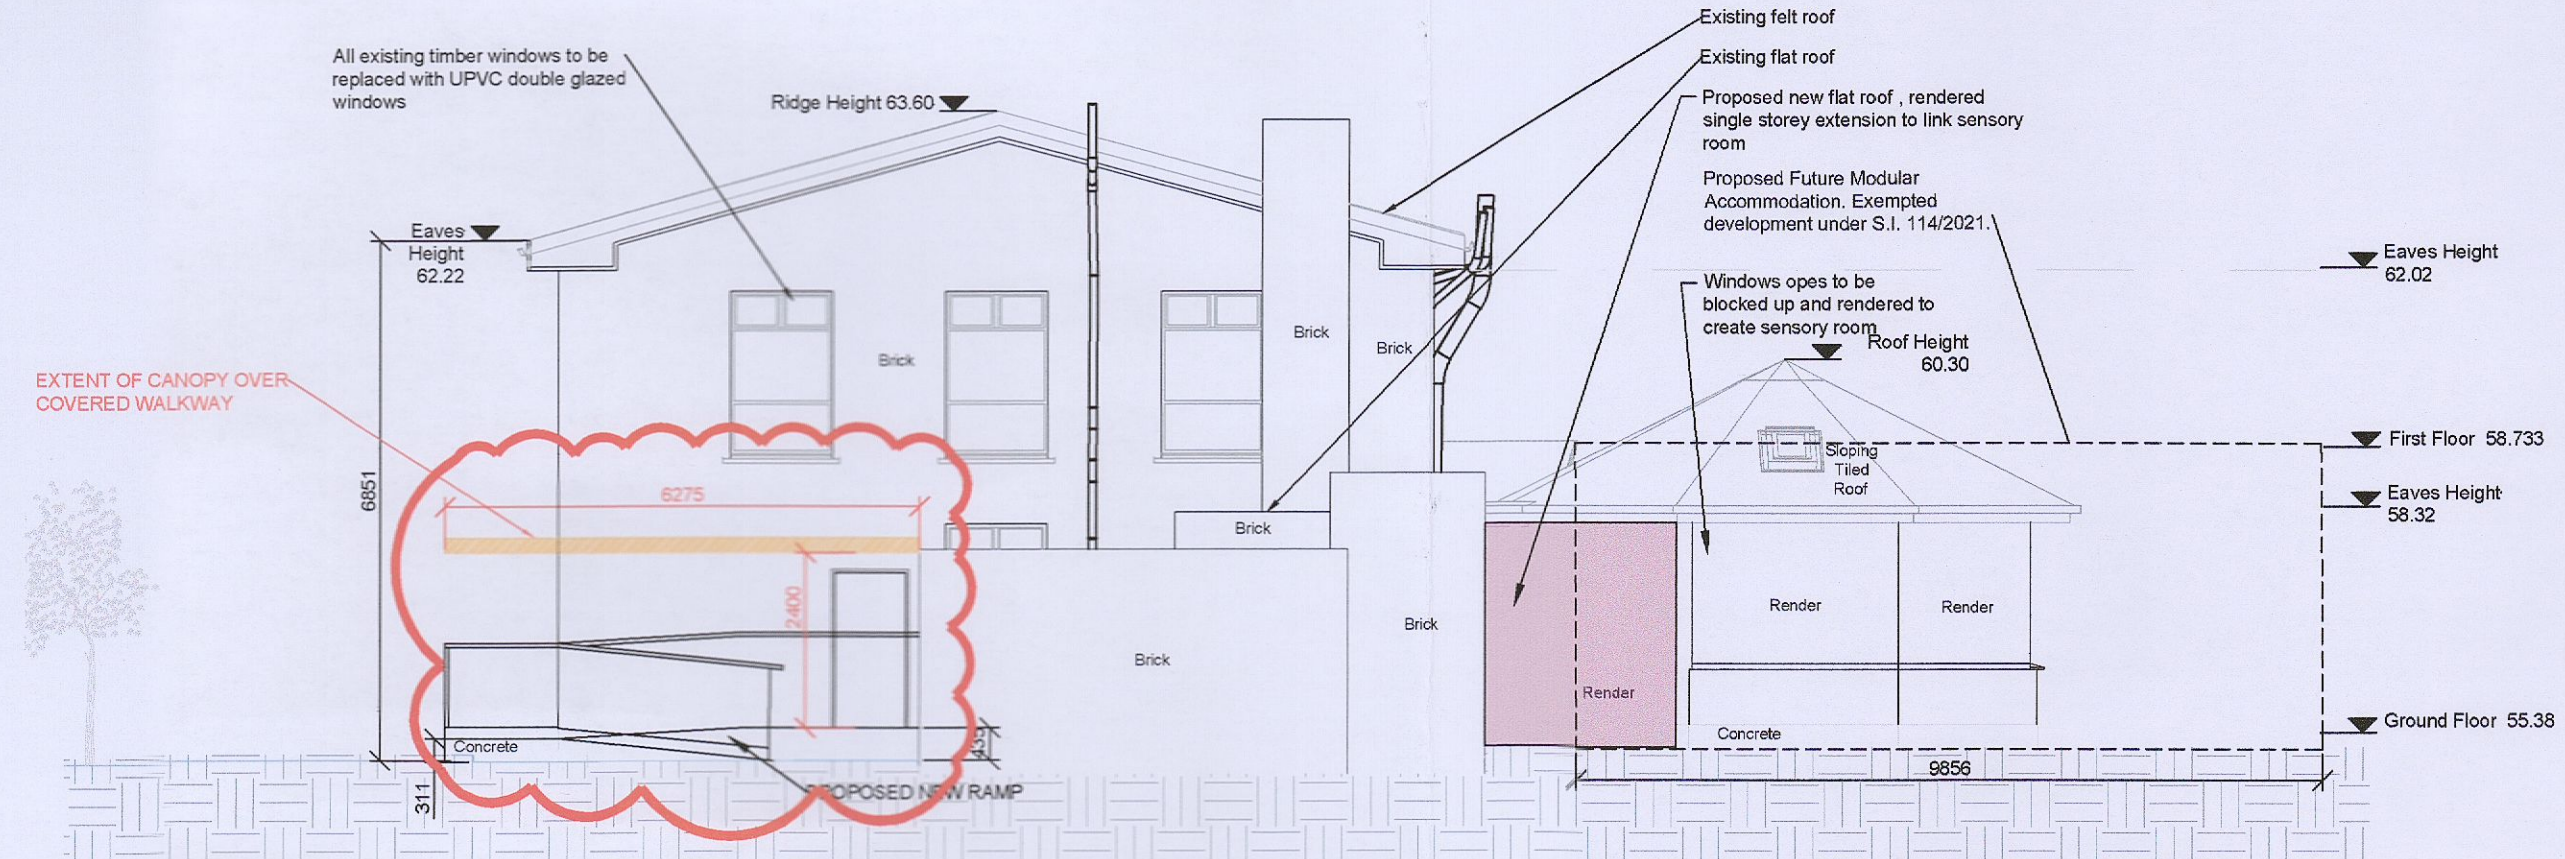 Existing felt roof
Existing flat roof
All existing timber windows to be
replaced with UPVC double glazed
windows
Ridge Height 63.60
Proposed new flat roof , rendered
single storey extension to link sensory
room
Proposed Future Modular
Accommodation. Exempted
development under S.I. 114/2021.
Eaves
Height
62.22
Eaves Height
62.02
Windows opes to be
blocked up and rendered to
create sensory room
Roof Height
60.30
Brick
Brick
Brick
EXTENT OF CANOPY OVER
COVERED WALKWAY
First Floor 58.733
Sloping
Tiled
Roof
6851
6275
Eaves Height
58.32
Brick
2400
Render
Render
Brick
Brick
Render
Ground Floor 55.38
Concrete
435
Concrete
9856
311
PROPOSED NEW RAMP